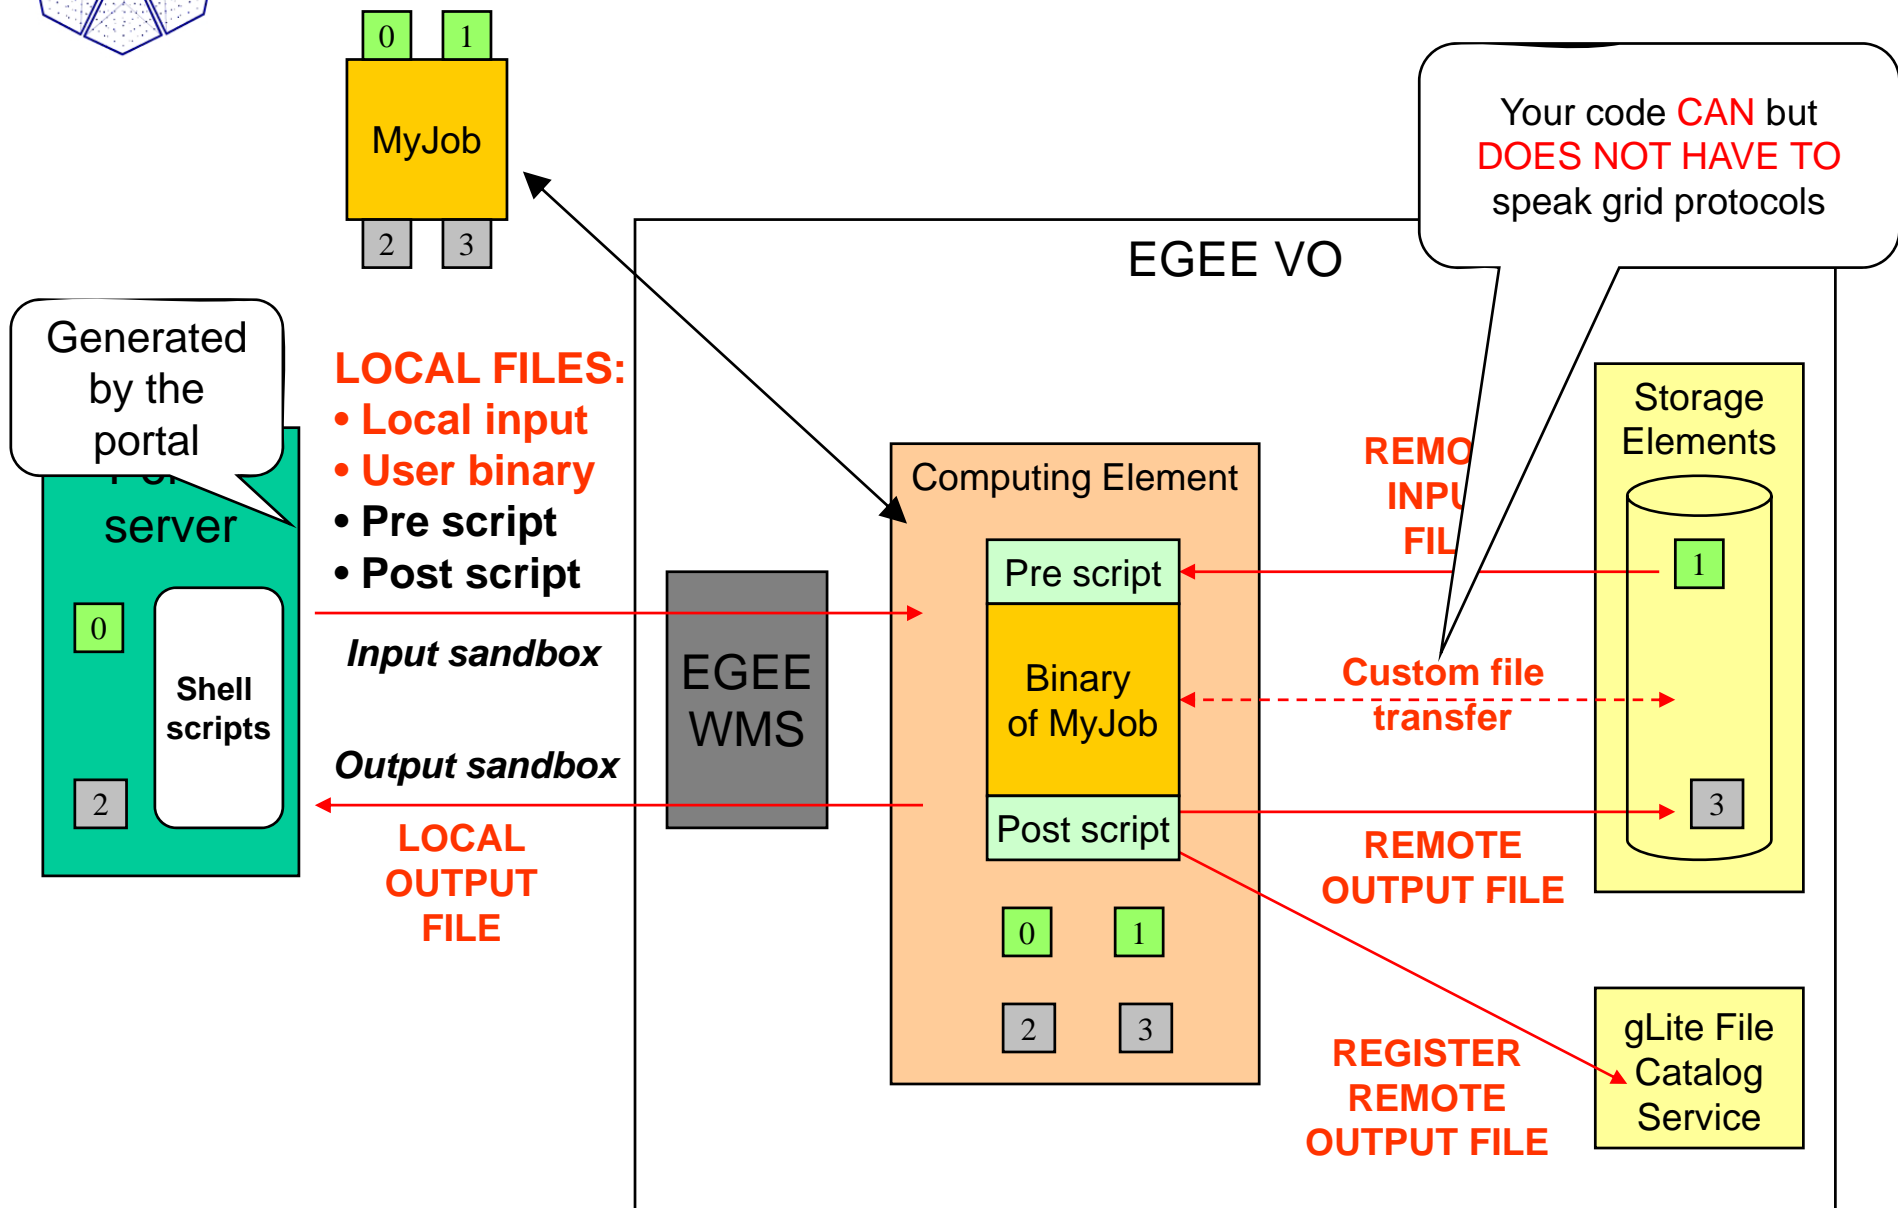 0 1
MyJob
2 3
Your code CAN but
DOES NOT HAVE TO
speak grid protocols
EGEE VO
Generated
by the
portal
server
0
Shell
scripts
2
LOCAL FILES:
• Local input
• User binary
• Pre script
• Post script
Input sandbox
Output sandbox
LOCAL
OUTPUT
FILE
EGEE
WMS
Computing Element
Pre script
Binary
of MyJob
Post script
0 1
2 3
Custom file
transfer
REMOTE
OUTPUT FILE
REGISTER
REMOTE
OUTPUT FILE
Storage
Elements
1
3
gLite File
Catalog
Service